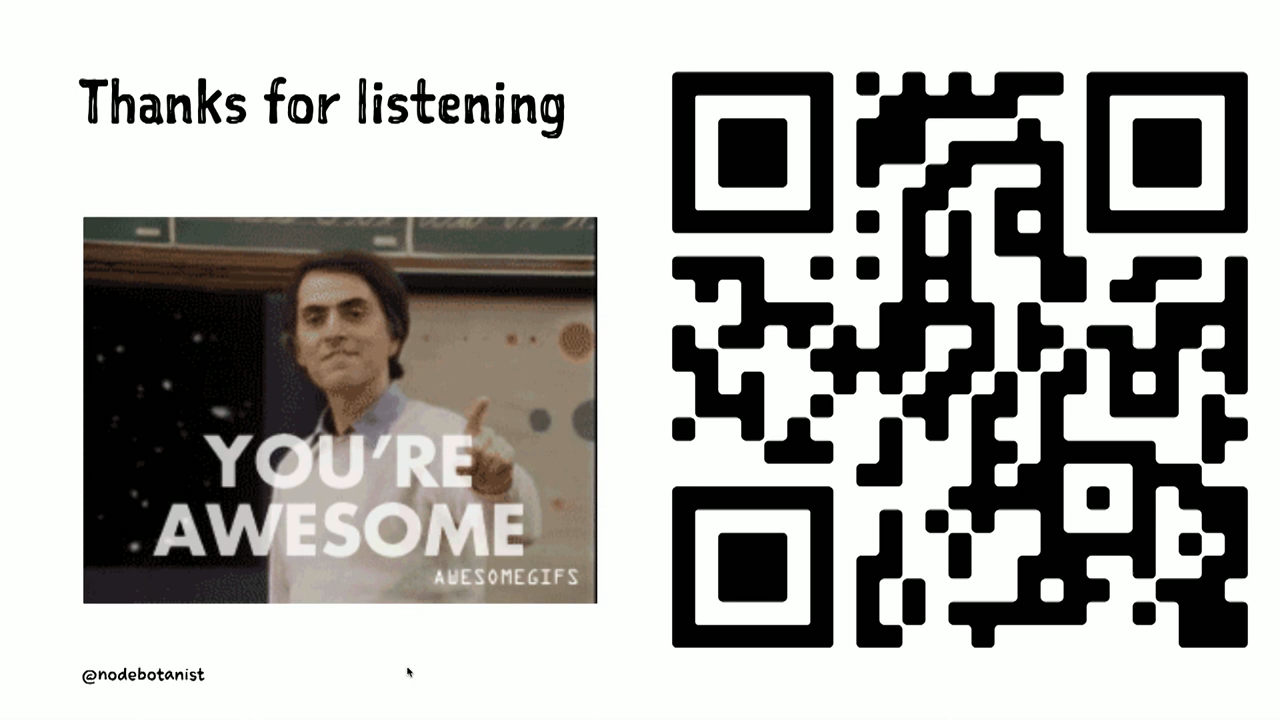 Thanks for listening
YOU'RE
AWESOME
AWESOMEGIFS
@nodebotanist